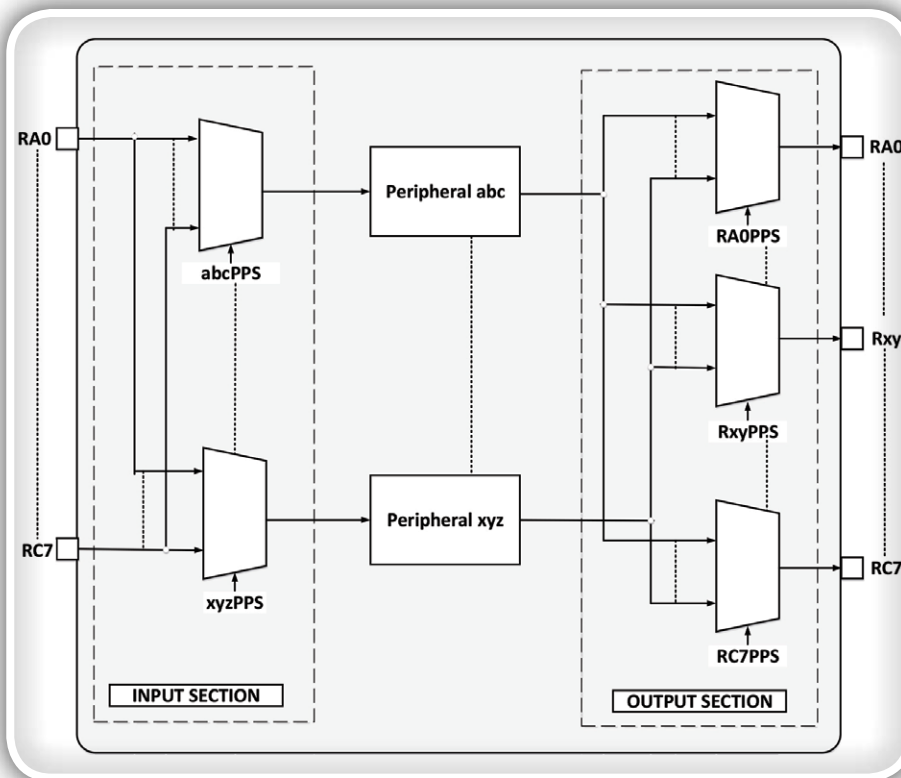 RA0
abcPPS
xyzPPS
RC7
INPUT SECTION
Peripheral abc
Peripheral xyz
RA0PPS
RxyPPS
RC7PPS
OUTPUT SECTION
RA0
Rxy
RC7